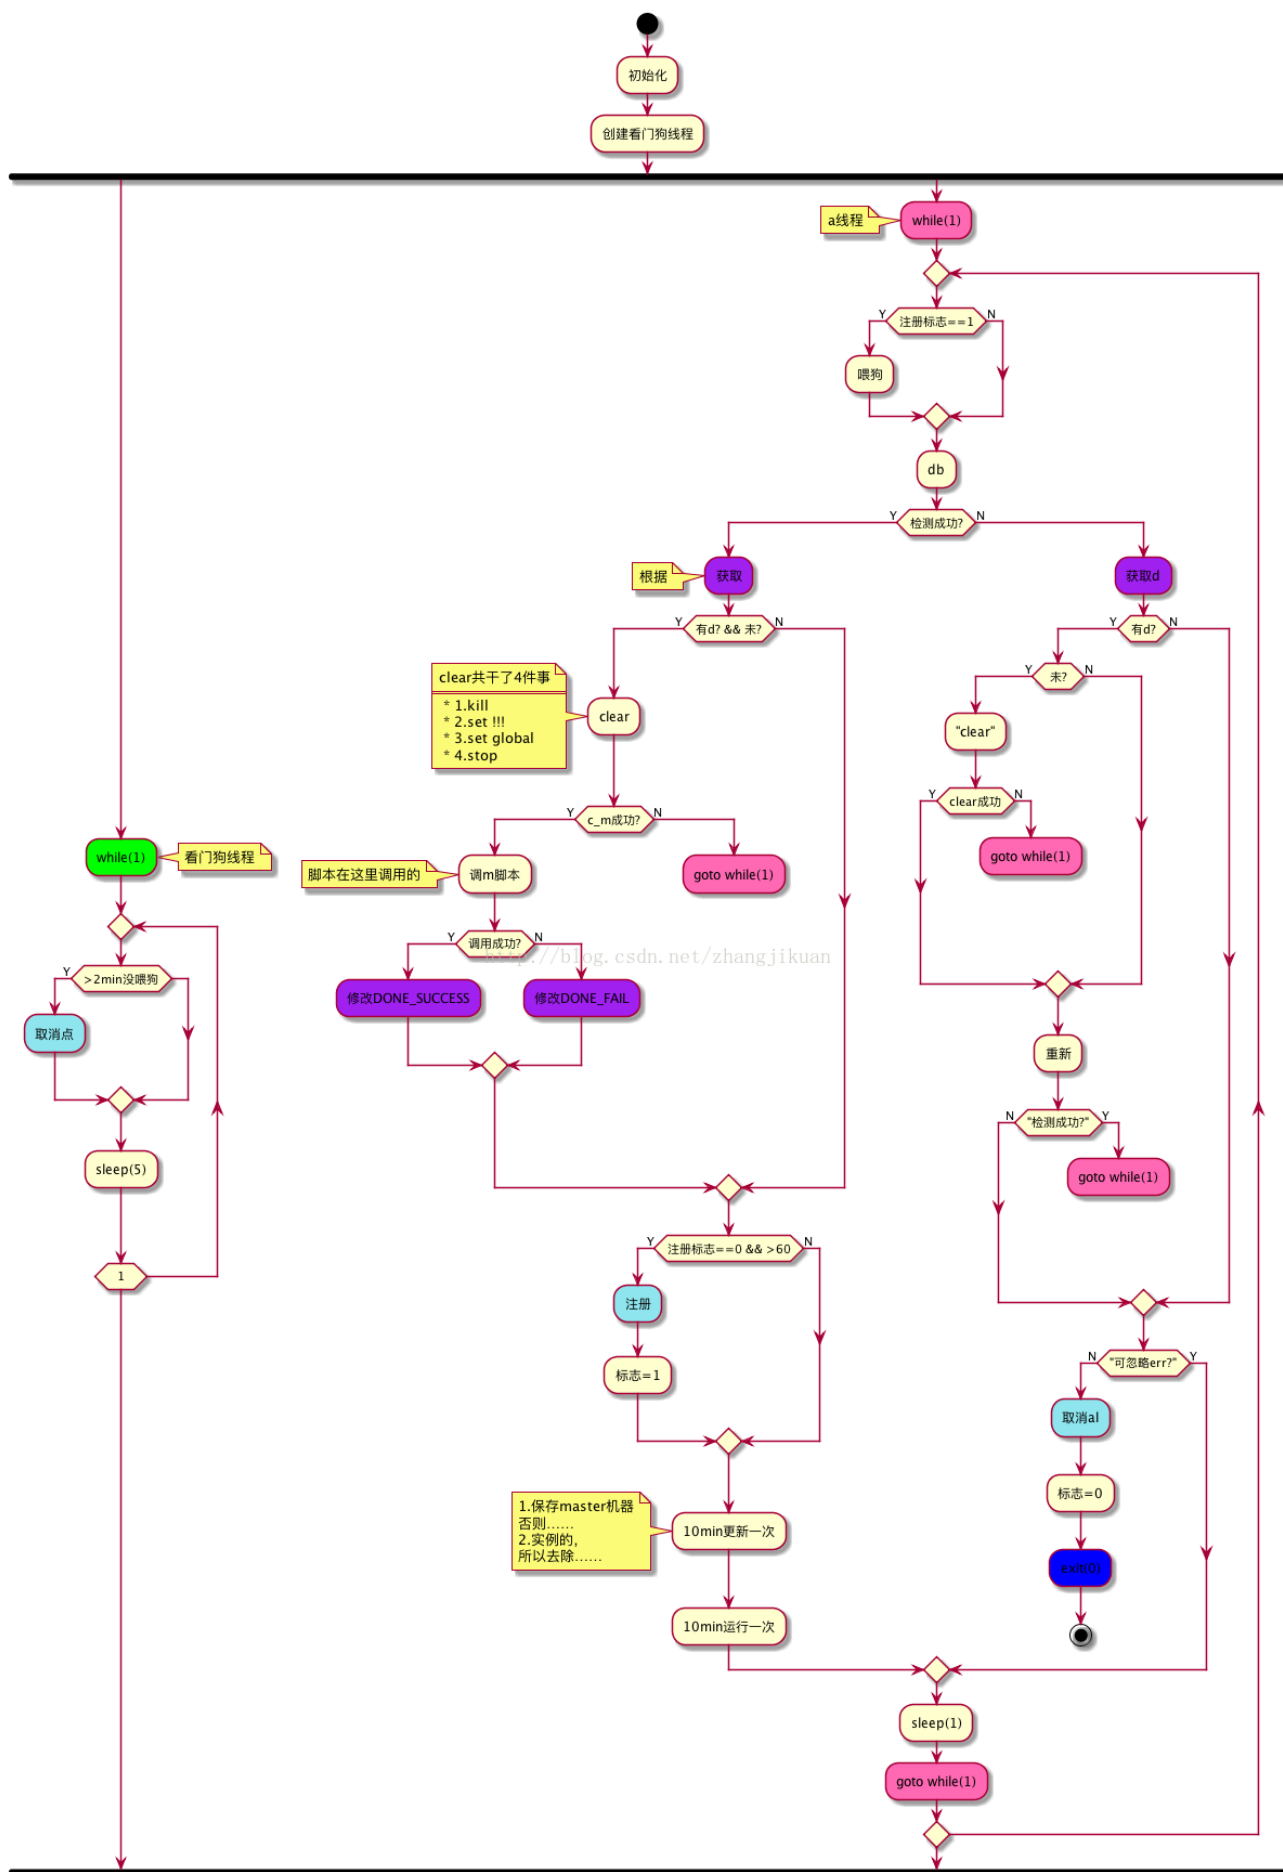 初始化
创建看门狗线程
a线程
while(1)
Y
注册标志==1
N
喂狗
db
Y
检测成功?
N
根据
获取
获取d
Y
有d? && 未?
N
Y
有d?
N
clear共干了4件事
* 1.kill
* 2.set !!!
* 3.set global
* 4.stop
clear
Y
未?
N
"clear"
Y
clear成功
N
goto while(1)
Y
c_m成功?
N
while(1)
看门狗线程
脚本在这里调用的
调m脚本
goto while(1)
Y
调用成功?
N
http://blog.csdn.net/zhangjikuan
Y
>2min没喂狗
取消点
修改DONE_SUCCESS
修改DONE_FAIL
重新
N
"检测成功?"
Y
goto while(1)
sleep(5)
1
Y
注册标志==0 && >60
N
注册
标志=1
N
"可忽略err?"
Y
取消al
标志=0
exit(0)
1.保存master机器
否则......
2.实例的,
所以去除......
10min更新一次
10min运行一次
sleep(1)
goto while(1)